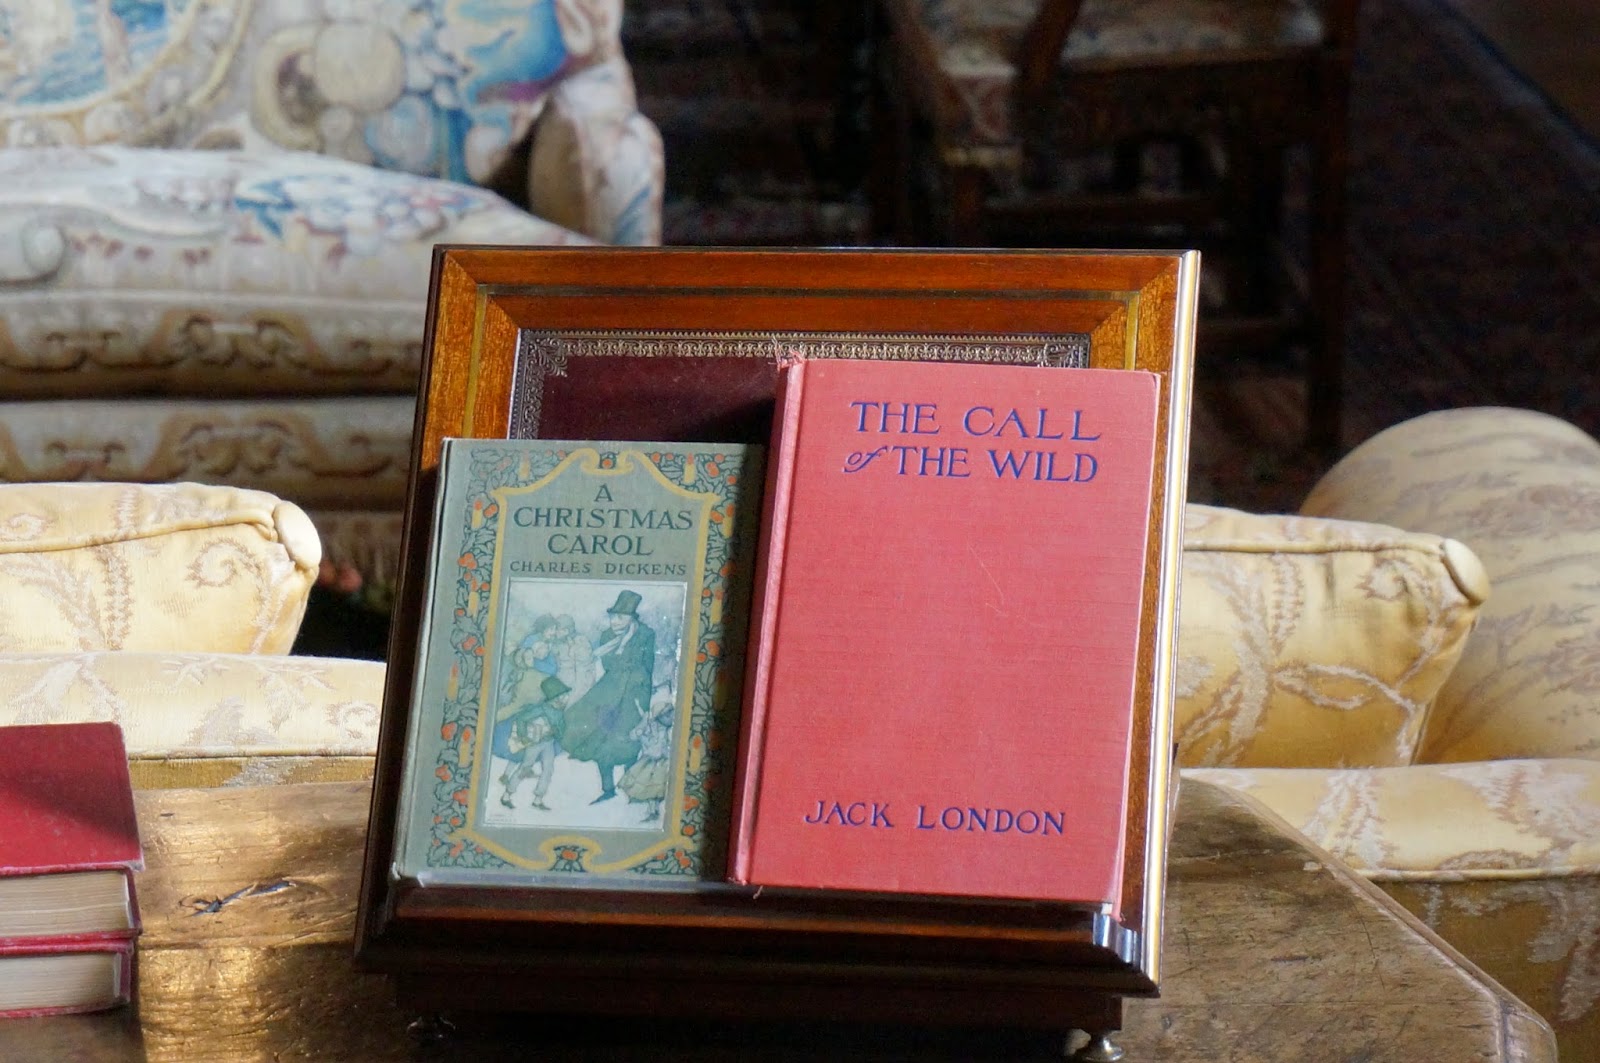 A
CHRISTMAS
CAROL
CHARLES DICKENS
THE CALL
of THE WILD
JACK LONDON